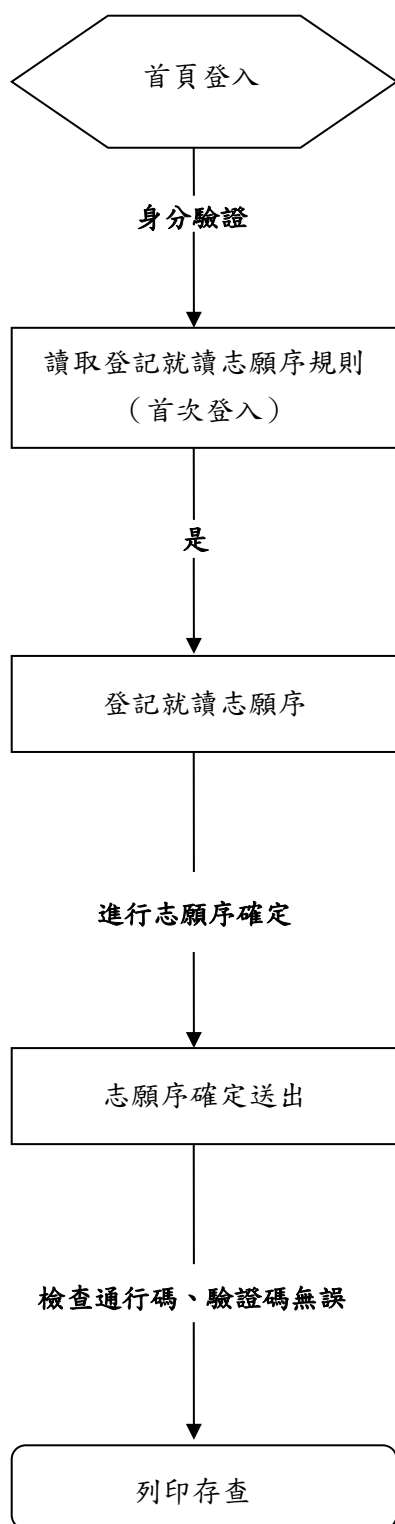 首頁登入
身分驗證
讀取登記就讀志願序規則
（首次登入）
是
登記就讀志願序
進行志願序確定
志願序確定送出
檢查通行碼、驗證碼無誤
列印存查